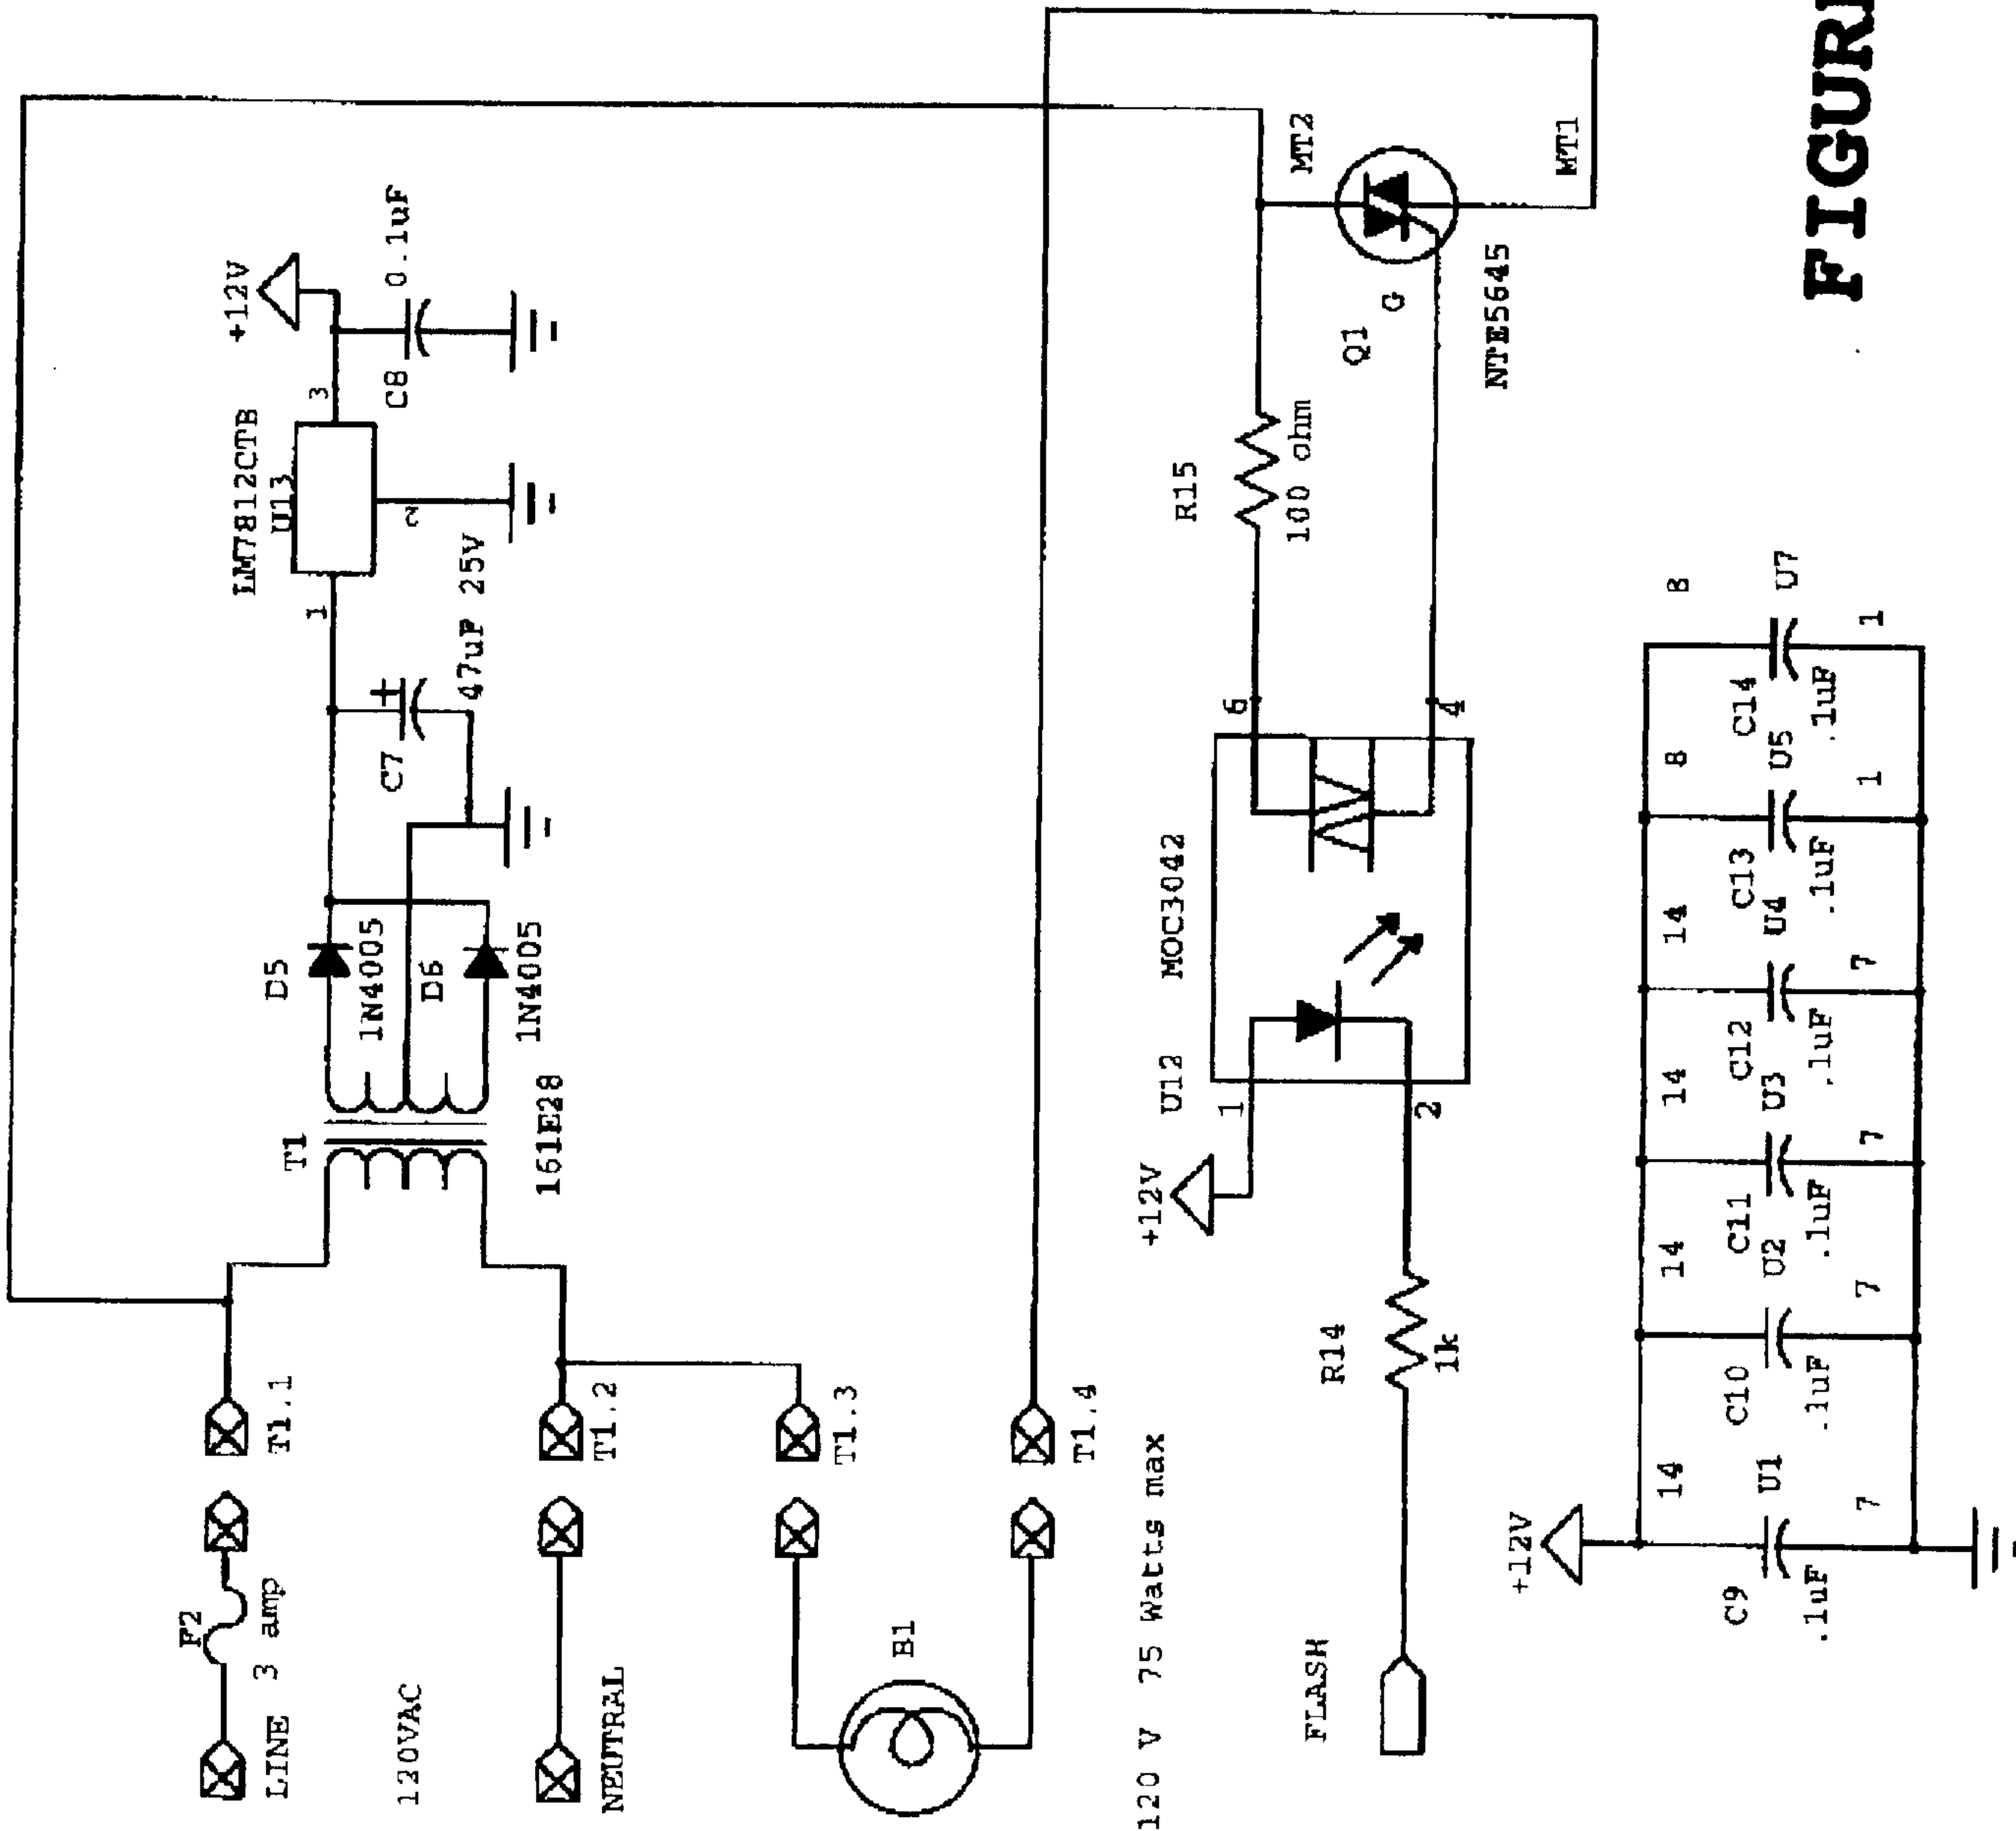 F2
LINE 3 amp
T1.1
120VAC
NEUTRAL
T1.2
T1.3
T1.4
B1
120 V 75 Watts max
T1
161E28
D5
1N4005
D6
1N4005
C7
47uF 25V
LM7812CTB
U13
1
2
3
+12V
C8 0.1uF
FLASH
R14
1k
+12V
U12 MOC3042
1
2
6
4
R15
100 ohm
Q1
G
MT2
MT1
NTE5645
+12V
14
14
14
14
8
8
C9
U1
C10
U2
C11
U3
C12
U4
C13
U5
C14
U7
.1uF
.1uF
.1uF
.1uF
.1uF
.1uF
7
7
7
7
1
1